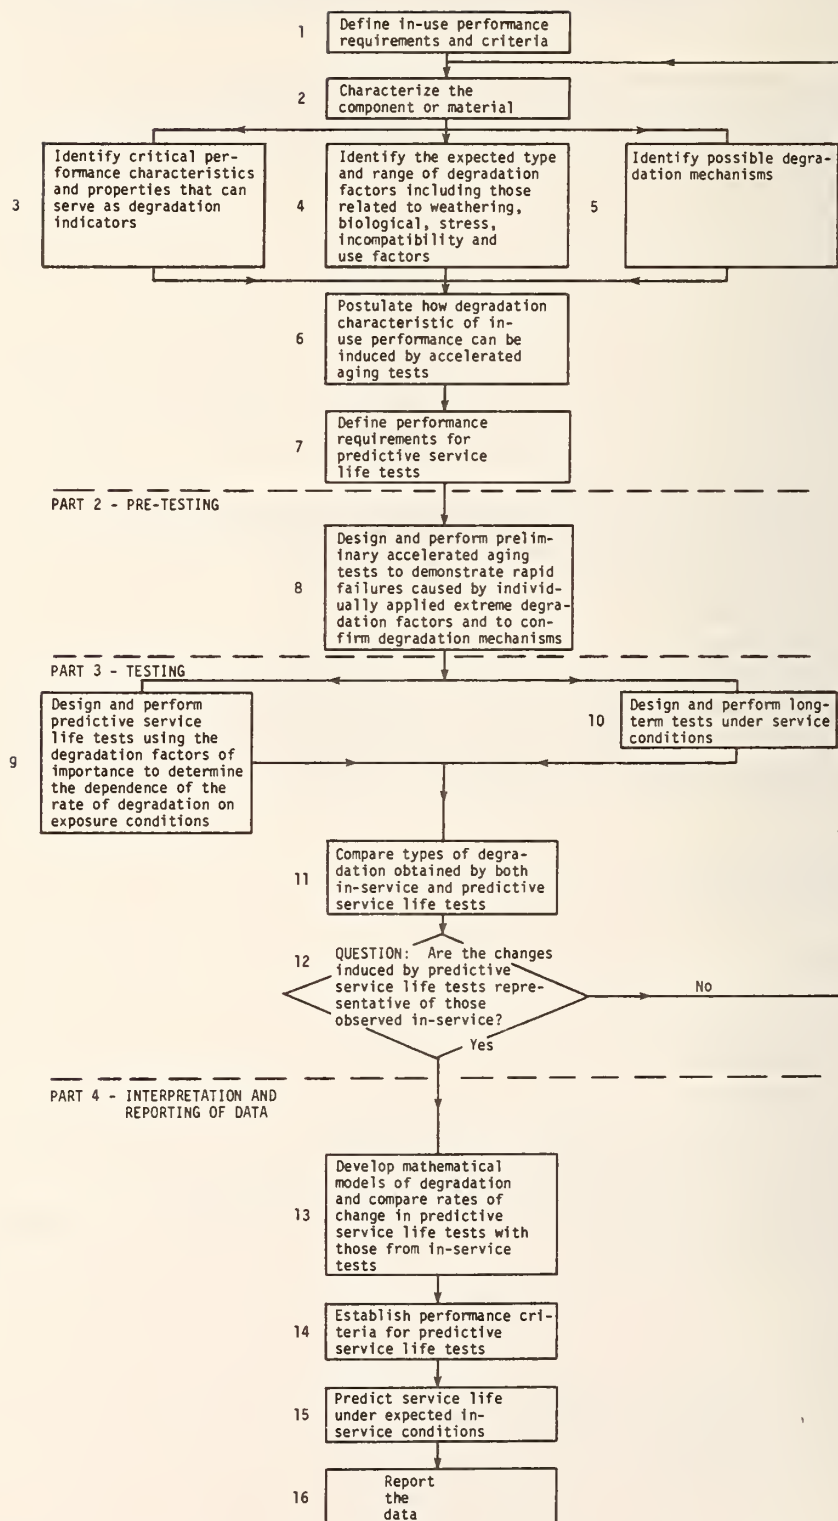 1
Define in-use performance
requirements and criteria
2
Characterize the
component or material
3
Identify critical per-
formance characteristics
and properties that can
serve as degradation
indicators
4
Identify the expected type
and range of degradation
factors including those
related to weathering,
biological, stress,
incompatibility and
use factors
5
Identify possible degra-
dation mechanisms
6
Postulate how degradation
characteristic of in-
use performance can be
induced by accelerated
aging tests
7
Define performance
requirements for
predictive service
life tests
PART 2 - PRE-TESTING
8
Design and perform prelim-
inary accelerated aging
tests to demonstrate rapid
failures caused by individ-
ually applied extreme degra-
dation factors and to con-
firm degradation mechanisms
PART 3 - TESTING
9
Design and perform
predictive service
life tests using the
degradation factors of
importance to determine
the dependence of the
rate of degradation on
exposure conditions
10
Design and perform long-
term tests under service
conditions
11
Compare types of degra-
dation obtained by both
in-service and predictive
service life tests
12
QUESTION: Are the changes
induced by predictive
service life tests repre-
sentative of those
observed in-service?
No
Yes
PART 4 - INTERPRETATION AND
REPORTING OF DATA
13
Develop mathematical
models of degradation
and compare rates of
change in predictive
service life tests with
those from in-service
tests
14
Establish performance cri-
teria for predictive
service life tests
15
Predict service life
under expected in-
service conditions
16
Report
the
data